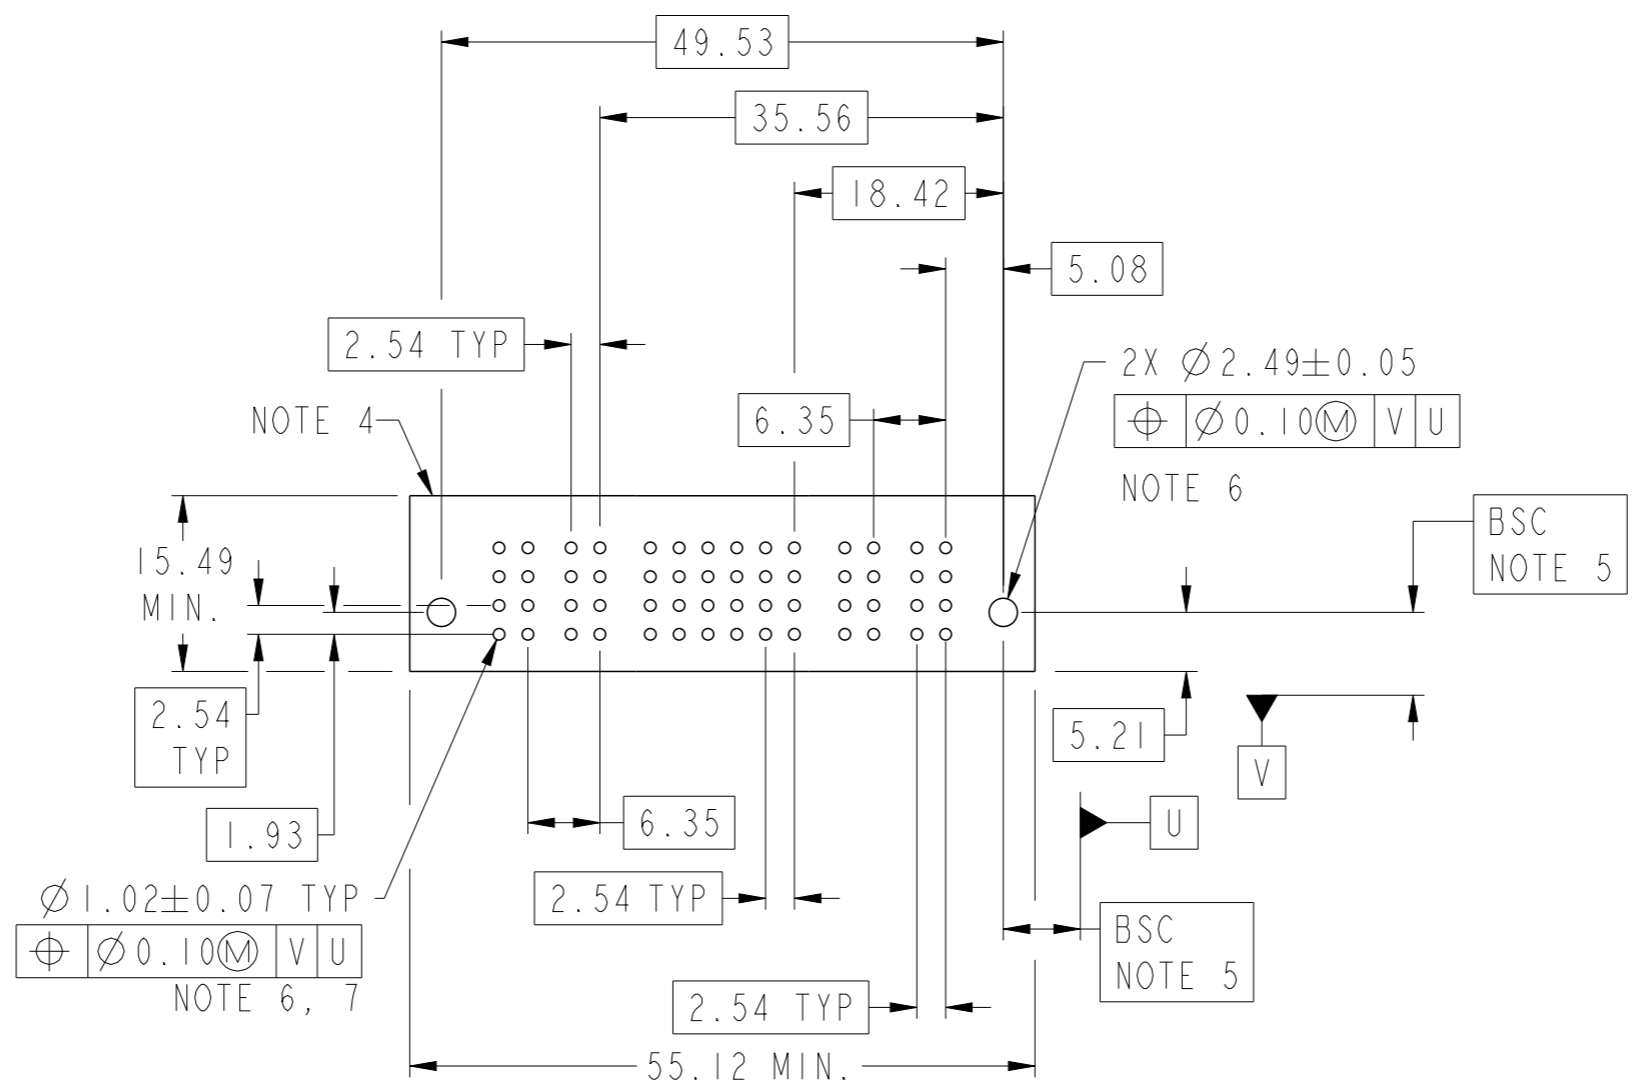 49.53
35.56
18.42
5.08
2.54 TYP
2X ∅2.49±0.05
⌖ ∅0.10Ⓜ V U
NOTE 6
6.35
NOTE 4
BSC
NOTE 5
15.49
MIN.
2.54
TYP
5.21
V
1.93
6.35
U
∅1.02±0.07 TYP
⌖ ∅0.10Ⓜ V U
NOTE 6, 7
2.54 TYP
BSC
NOTE 5
2.54 TYP
55.12 MIN.